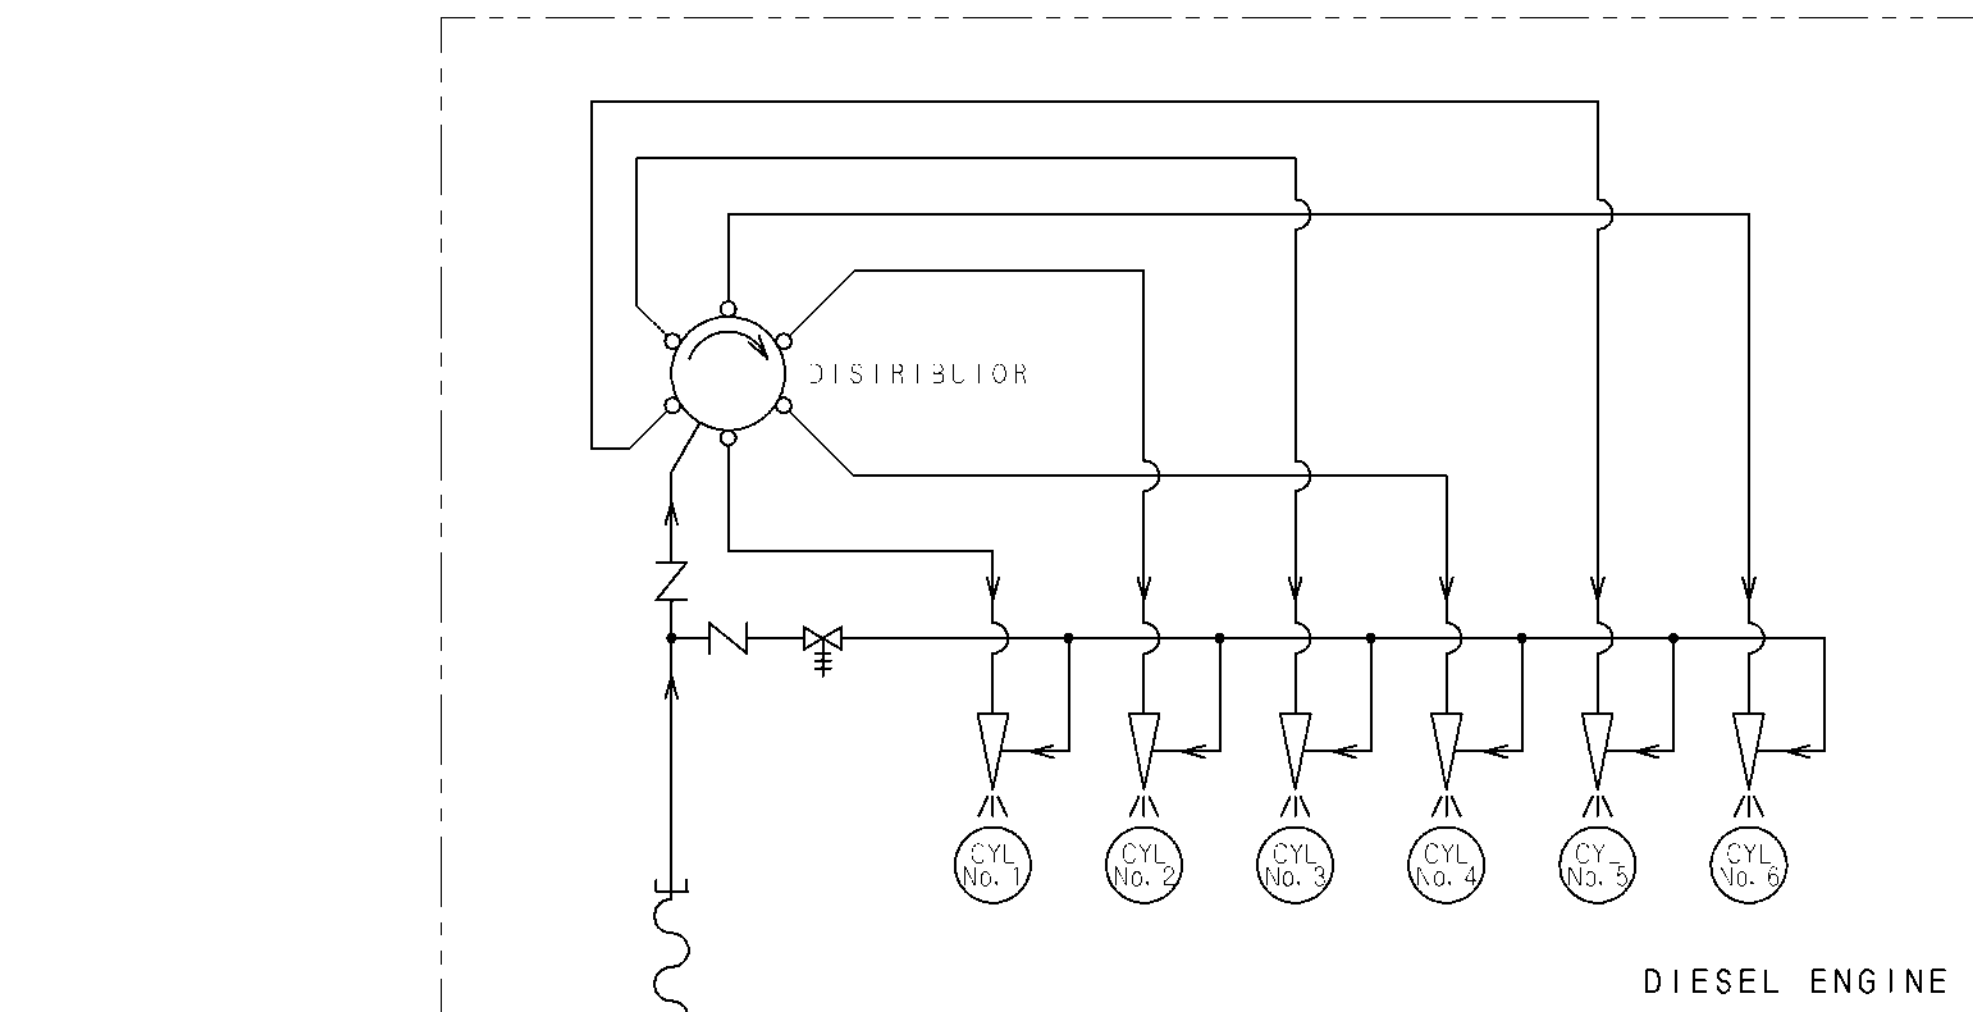 DISTRIBUTOR
CYL
No. 1
CYL
No. 2
CYL
No. 3
CYL
No. 4
CYL
No. 5
CYL
No. 6
DIESEL ENGINE